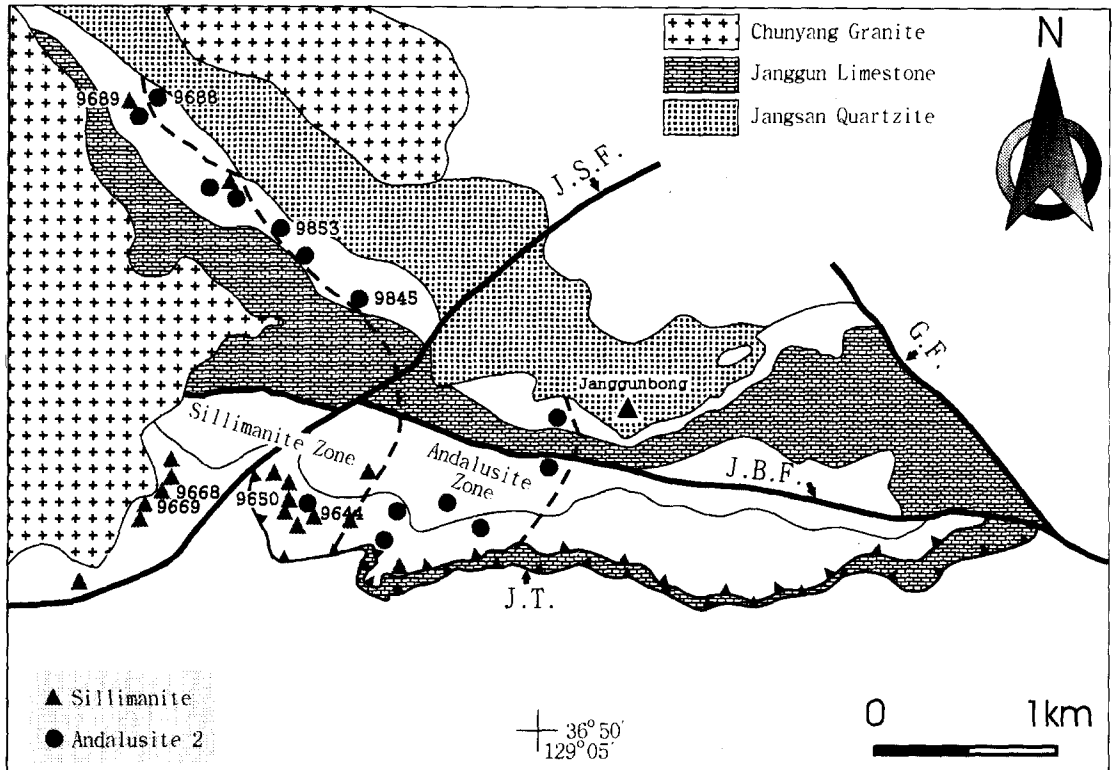 Chunyang Granite
Janggun Limestone
Jangsan Quartzite
N
9689
9688
J.S.F.
9853
9845
G.F.
Janggunbong
Sillimanite Zone
Andalusite
Zone
J.B.F.
9668
9669
9650
9644
J.T.
Sillimanite
Andalusite 2
36°50′
129°05′
0 1km